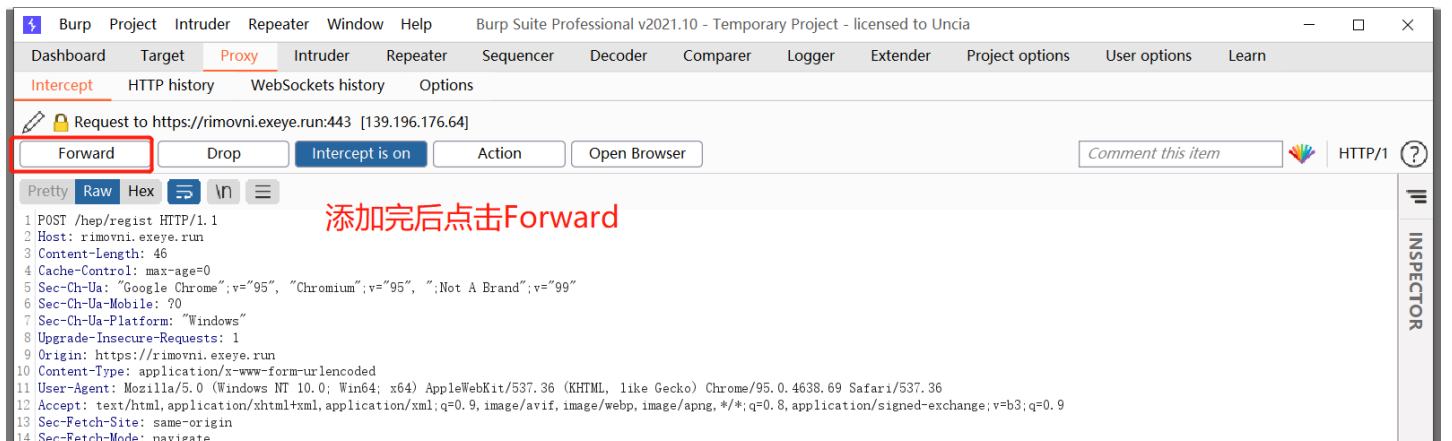 Burp Project Intruder Repeater Window Help Burp Suite Professional v2021.10 - Temporary Project - licensed to Uncia
Dashboard Target Proxy Intruder Repeater Sequencer Decoder Comparer Logger Extender Project options User options Learn
Intercept HTTP history WebSockets history Options
Request to https://rimovni.exeye.run:443 [139.196.176.64]
Forward Drop Intercept is on Action Open Browser Comment this item HTTP/1 ?
Pretty Raw Hex \n
添加完后点击Forward
1 POST /hep/regist HTTP/1.1
2 Host: rimovni.exeye.run
3 Content-Length: 46
4 Cache-Control: max-age=0
5 Sec-Ch-Ua: "Google Chrome";v="95", "Chromium";v="95", ";Not A Brand";v="99"
6 Sec-Ch-Ua-Mobile: ?0
7 Sec-Ch-Ua-Platform: "Windows"
8 Upgrade-Insecure-Requests: 1
9 Origin: https://rimovni.exeye.run
10 Content-Type: application/x-www-form-urlencoded
11 User-Agent: Mozilla/5.0 (Windows NT 10.0; Win64; x64) AppleWebKit/537.36 (KHTML, like Gecko) Chrome/95.0.4638.69 Safari/537.36
12 Accept: text/html,application/xhtml+xml,application/xml;q=0.9,image/avif,image/webp,image/apng,*/*;q=0.8,application/signed-exchange;v=b3;q=0.9
13 Sec-Fetch-Site: same-origin
14 Sec-Fetch-Mode: navigate
INSPECTOR